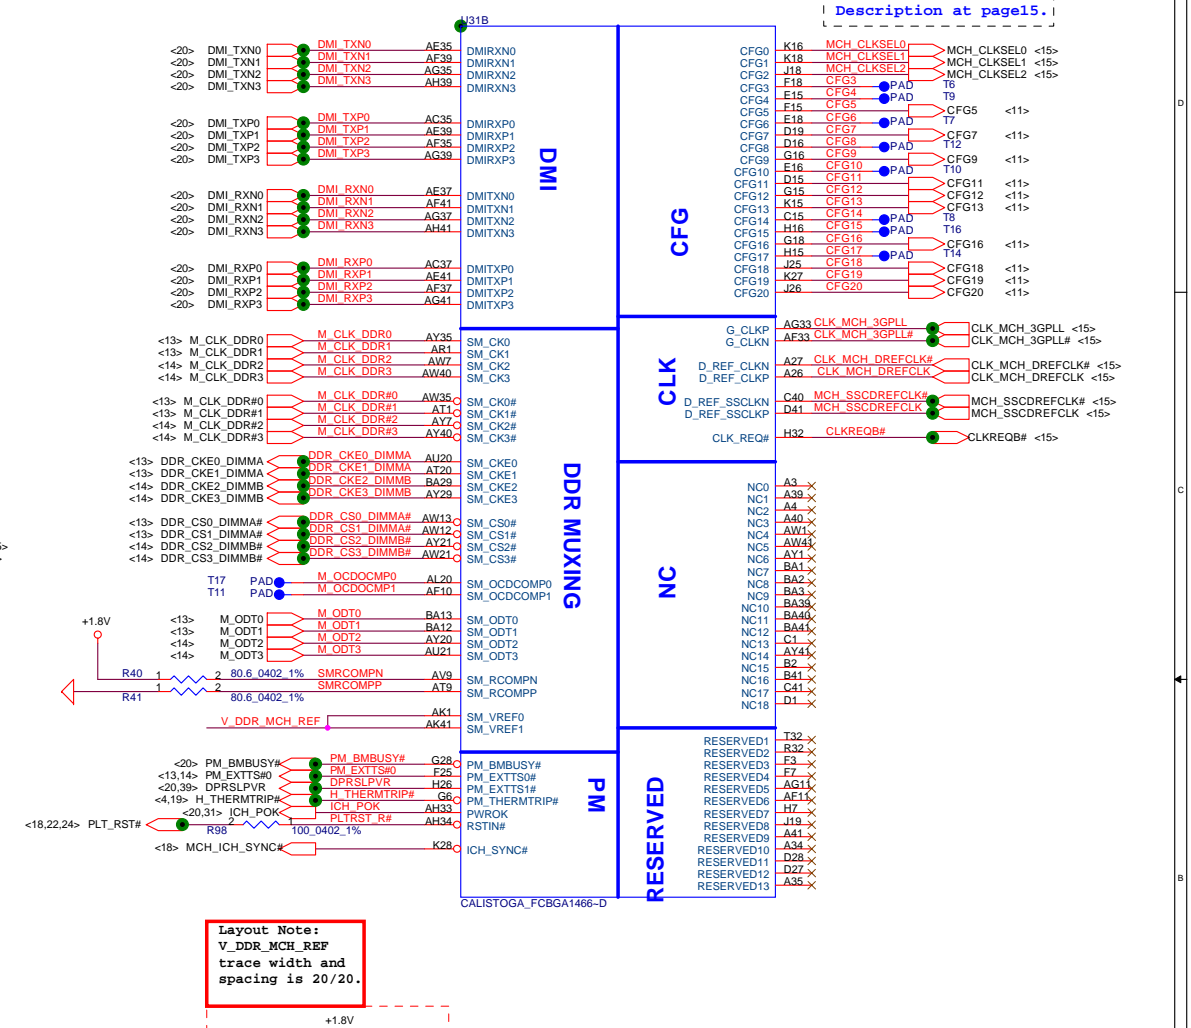 Description at page15.
U31B
<20> DMI_TXN0 DMI_TXN0 AE35 DMIRXN0
<20> DMI_TXN1 DMI_TXN1 AF39 DMIRXN1
<20> DMI_TXN2 DMI_TXN2 AG35 DMIRXN2
<20> DMI_TXN3 DMI_TXN3 AH39 DMIRXN3
<20> DMI_TXP0 DMI_TXP0 AC35 DMIRXP0
<20> DMI_TXP1 DMI_TXP1 AE39 DMIRXP1
<20> DMI_TXP2 DMI_TXP2 AF35 DMIRXP2
<20> DMI_TXP3 DMI_TXP3 AG39 DMIRXP3
<20> DMI_RXN0 DMI_RXN0 AE37 DMITXN0
<20> DMI_RXN1 DMI_RXN1 AF41 DMITXN1
<20> DMI_RXN2 DMI_RXN2 AG37 DMITXN2
<20> DMI_RXN3 DMI_RXN3 AH41 DMITXN3
<20> DMI_RXP0 DMI_RXP0 AC37 DMITXP0
<20> DMI_RXP1 DMI_RXP1 AE41 DMITXP1
<20> DMI_RXP2 DMI_RXP2 AF37 DMITXP2
<20> DMI_RXP3 DMI_RXP3 AG41 DMITXP3
DMI
<13> M_CLK_DDR0 M_CLK_DDR0 AY35 SM_CK0
<13> M_CLK_DDR1 M_CLK_DDR1 AR1 SM_CK1
<14> M_CLK_DDR2 M_CLK_DDR2 AW7 SM_CK2
<14> M_CLK_DDR3 M_CLK_DDR3 AW40 SM_CK3
<13> M_CLK_DDR#0 M_CLK_DDR#0 AW35 SM_CK0#
<13> M_CLK_DDR#1 M_CLK_DDR#1 AT1 SM_CK1#
<14> M_CLK_DDR#2 M_CLK_DDR#2 AY7 SM_CK2#
<14> M_CLK_DDR#3 M_CLK_DDR#3 AY40 SM_CK3#
<13> DDR_CKE0_DIMMA DDR_CKE0_DIMMA AU20 SM_CKE0
<13> DDR_CKE1_DIMMA DDR_CKE1_DIMMA AT20 SM_CKE1
<14> DDR_CKE2_DIMMB DDR_CKE2_DIMMB BA29 SM_CKE2
<14> DDR_CKE3_DIMMB DDR_CKE3_DIMMB AY29 SM_CKE3
<13> DDR_CS0_DIMMA# DDR_CS0_DIMMA# AW13 SM_CS0#
<13> DDR_CS1_DIMMA# DDR_CS1_DIMMA# AW12 SM_CS1#
<14> DDR_CS2_DIMMB# DDR_CS2_DIMMB# AY21 SM_CS2#
<14> DDR_CS3_DIMMB# DDR_CS3_DIMMB# AW21 SM_CS3#
T17 PAD M_OCDOCMP0 AL20 SM_OCDCOMP0
T11 PAD M_OCDOCMP1 AF10 SM_OCDCOMP1
<13> M_ODT0 M_ODT0 BA13 SM_ODT0
<13> M_ODT1 M_ODT1 BA12 SM_ODT1
<14> M_ODT2 M_ODT2 AY20 SM_ODT2
<14> M_ODT3 M_ODT3 AU21 SM_ODT3
+1.8V
R40 1 2 80.6_0402_1% SMRCOMPN AV9 SM_RCOMPN
R41 1 2 80.6_0402_1% SMRCOMPP AT9 SM_RCOMPP
AK1 SM_VREF0
V_DDR_MCH_REF AK41 SM_VREF1
DDR MUXING
<20> PM_BMBUSY# PM_BMBUSY# G28 PM_BMBUSY#
<13,14> PM_EXTTS#0 PM_EXTTS#0 F25 PM_EXTTS0#
<20,39> DPRSLPVR DPRSLPVR H26 PM_EXTTS1#
<4,19> H_THERMTRIP# H_THERMTRIP# G6 PM_THERMTRIP#
<20,31> ICH_POK ICH_POK AH33 PWROK
<18,22,24> PLT_RST# R98 2 1 100_0402_1% PLTRST_R# AH34 RSTIN#
<18> MCH_ICH_SYNC# K28 ICH_SYNC#
PM
CFG0 K16 MCH_CLKSEL0 MCH_CLKSEL0 <15>
CFG1 K18 MCH_CLKSEL1 MCH_CLKSEL1 <15>
CFG2 J18 MCH_CLKSEL2 MCH_CLKSEL2 <15>
CFG3 F18 CFG3 PAD T6
CFG4 E15 CFG4 PAD T9
CFG5 F15 CFG5 CFG5 <11>
CFG6 E18 CFG6 PAD T7
CFG7 D19 CFG7 CFG7 <11>
CFG8 D16 CFG8 PAD T12
CFG9 G16 CFG9 CFG9 <11>
CFG10 E16 CFG10 PAD T10
CFG11 D15 CFG11 CFG11 <11>
CFG12 G15 CFG12 CFG12 <11>
CFG13 K15 CFG13 CFG13 <11>
CFG14 C15 CFG14 PAD T8
CFG15 H16 CFG15 PAD T16
CFG16 G18 CFG16 CFG16 <11>
CFG17 H15 CFG17 PAD T14
CFG18 J25 CFG18 CFG18 <11>
CFG19 K27 CFG19 CFG19 <11>
CFG20 J26 CFG20 CFG20 <11>
CFG
G_CLKP AG33 CLK_MCH_3GPLL CLK_MCH_3GPLL <15>
G_CLKN AF33 CLK_MCH_3GPLL# CLK_MCH_3GPLL# <15>
D_REF_CLKN A27 CLK_MCH_DREFCLK# CLK_MCH_DREFCLK# <15>
D_REF_CLKP A26 CLK_MCH_DREFCLK CLK_MCH_DREFCLK <15>
D_REF_SSCLKN C40 MCH_SSCDREFCLK# MCH_SSCDREFCLK# <15>
D_REF_SSCLKP D41 MCH_SSCDREFCLK MCH_SSCDREFCLK <15>
CLK_REQ# H32 CLKREQB# CLKREQB# <15>
CLK
NC0 A3
NC1 A39
NC2 A4
NC3 A40
NC4 AW1
NC5 AW41
NC6 AY1
NC7 BA1
NC8 BA2
NC9 BA3
NC10 BA39
NC11 BA40
NC12 BA41
NC13 C1
NC14 AY41
NC15 B2
NC16 B41
NC17 C41
NC18 D1
NC
RESERVED1 T32
RESERVED2 R32
RESERVED3 F3
RESERVED4 F7
RESERVED5 AG11
RESERVED6 AF11
RESERVED7 H7
RESERVED8 J19
RESERVED9 A41
RESERVED10 A34
RESERVED11 D28
RESERVED12 D27
RESERVED13 A35
RESERVED
CALISTOGA_FCBGA1466~D
Layout Note:
V_DDR_MCH_REF
trace width and
spacing is 20/20.
+1.8V
D
C
B